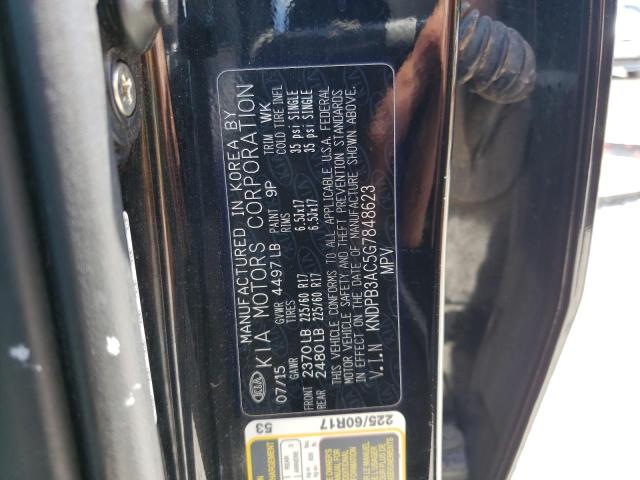 MANUFACTURED IN KOREA BY
KIA KIA MOTORS CORPORATION
07/15 GVWR 4497LB PAINT 9P TRIM WK
GAWR TIRES RIMS COLD TIRE INFL
FRONT 2370LB 225/60 R17 6.5Jx17 35 psi SINGLE
REAR 2480LB 225/60 R17 6.5Jx17 35 psi SINGLE
THIS VEHICLE CONFORMS TO ALL APPLICABLE U.S.A. FEDERAL
MOTOR VEHICLE SAFETY AND THEFT PREVENTION STANDARDS
IN EFFECT ON THE DATE OF MANUFACTURE SHOWN ABOVE.
V.I.N KNDPB3AC5G7848623
MPV
225/60R17
53
REAR
ARRIÈRE